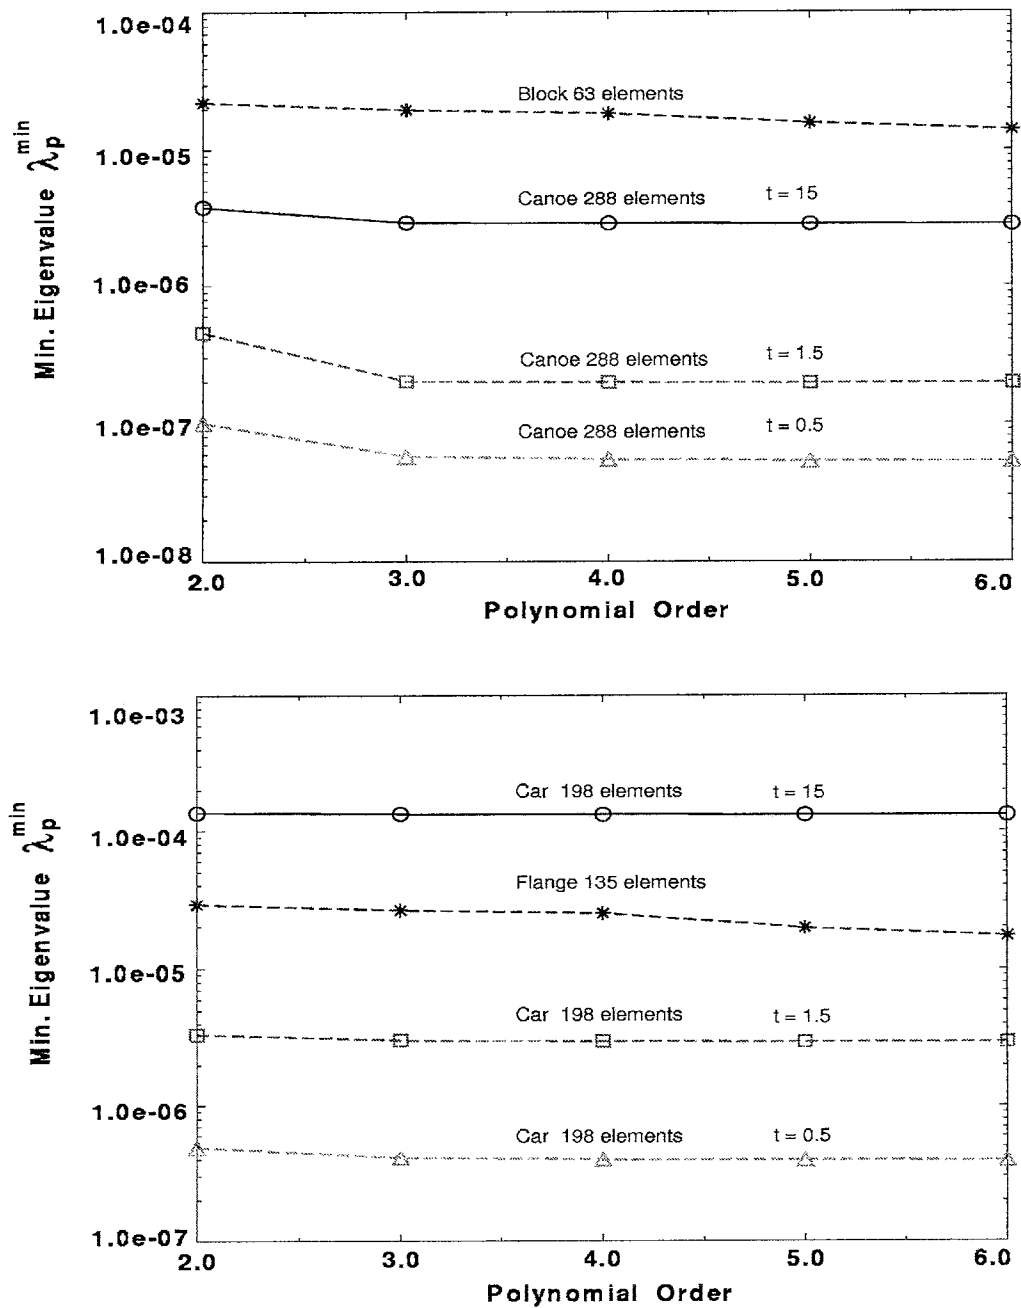 1.0e-04
Block 63 elements
Min. Eigenvalue λ_p^min
1.0e-05
Canoe 288 elements t = 15
1.0e-06
Canoe 288 elements t = 1.5
1.0e-07
Canoe 288 elements t = 0.5
1.0e-08
2.0 3.0 4.0 5.0 6.0
Polynomial Order
1.0e-03
Car 198 elements t = 15
Min. Eigenvalue λ_p^min
1.0e-04
Flange 135 elements
1.0e-05
Car 198 elements t = 1.5
1.0e-06
Car 198 elements t = 0.5
1.0e-07
2.0 3.0 4.0 5.0 6.0
Polynomial Order